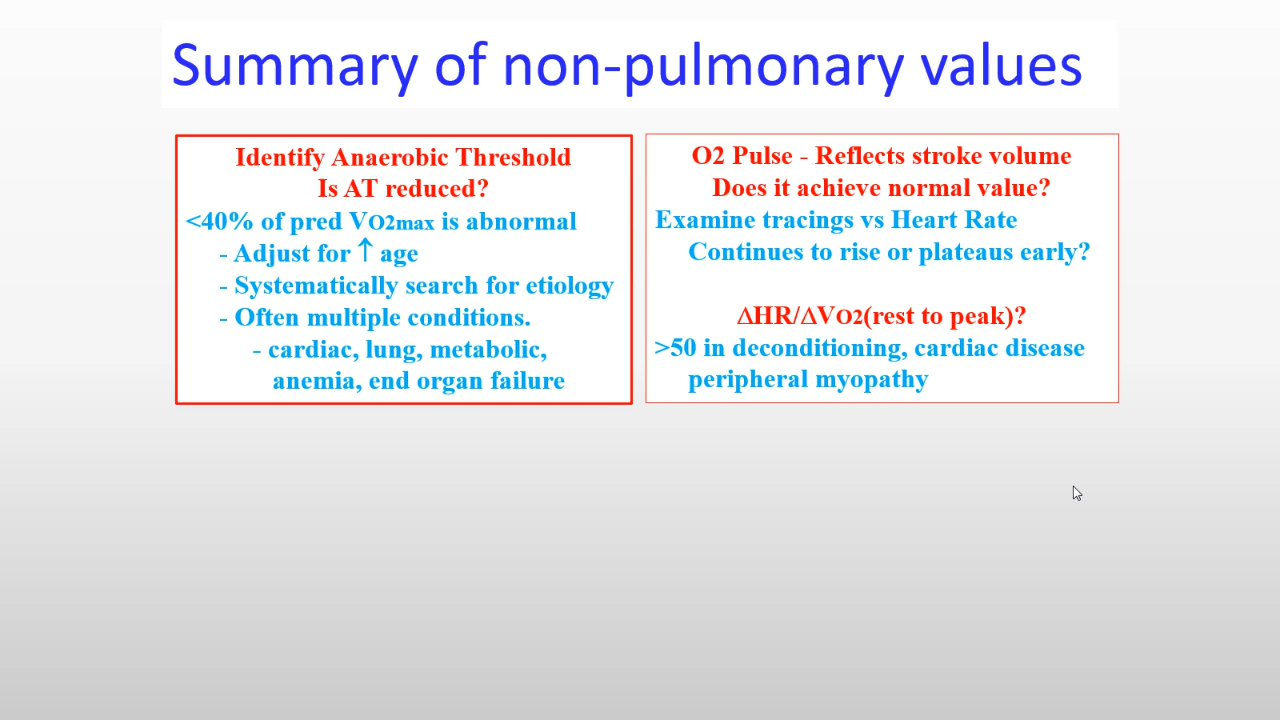 Summary of non-pulmonary values
Identify Anaerobic Threshold
Is AT reduced?
<40% of pred VO2max is abnormal
- Adjust for ↑ age
- Systematically search for etiology
- Often multiple conditions.
- cardiac, lung, metabolic,
anemia, end organ failure
O2 Pulse - Reflects stroke volume
Does it achieve normal value?
Examine tracings vs Heart Rate
Continues to rise or plateaus early?
ΔHR/ΔVO2(rest to peak)?
>50 in deconditioning, cardiac disease
peripheral myopathy